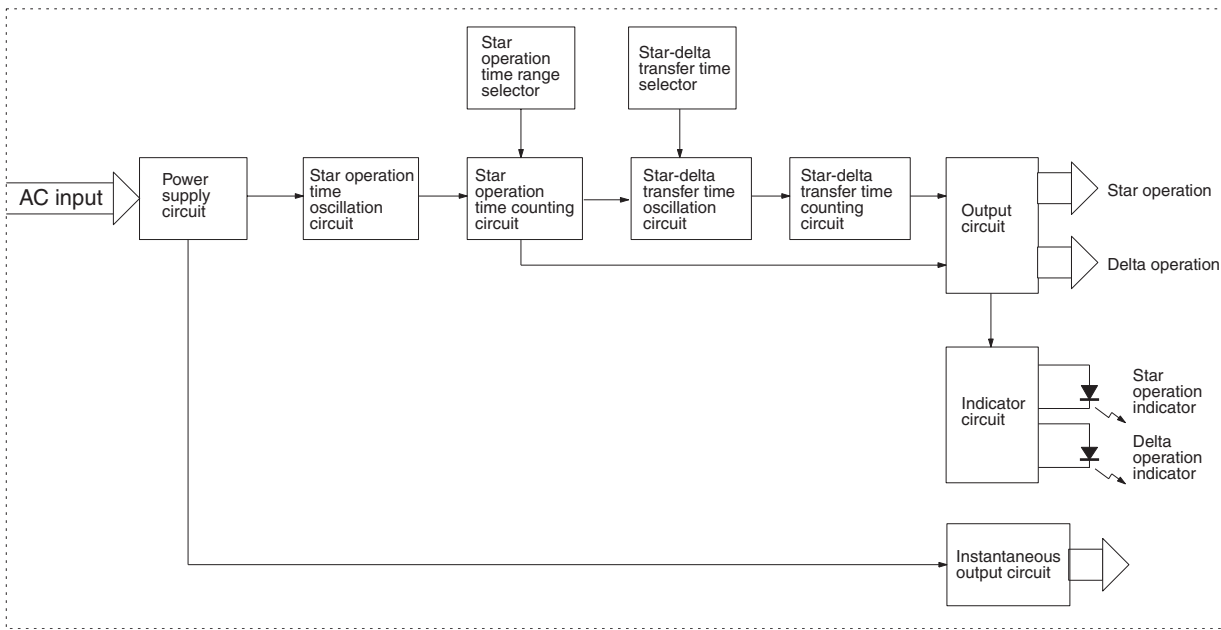 Star
operation
time range
selector
Star-delta
transfer time
selector
AC input
Power
supply
circuit
Star operation
time
oscillation
circuit
Star
operation
time counting
circuit
Star-delta
transfer time
oscillation
circuit
Star-delta
transfer time
counting
circuit
Output
circuit
Star operation
Delta operation
Indicator
circuit
Star
operation
indicator
Delta
operation
indicator
Instantaneous
output circuit